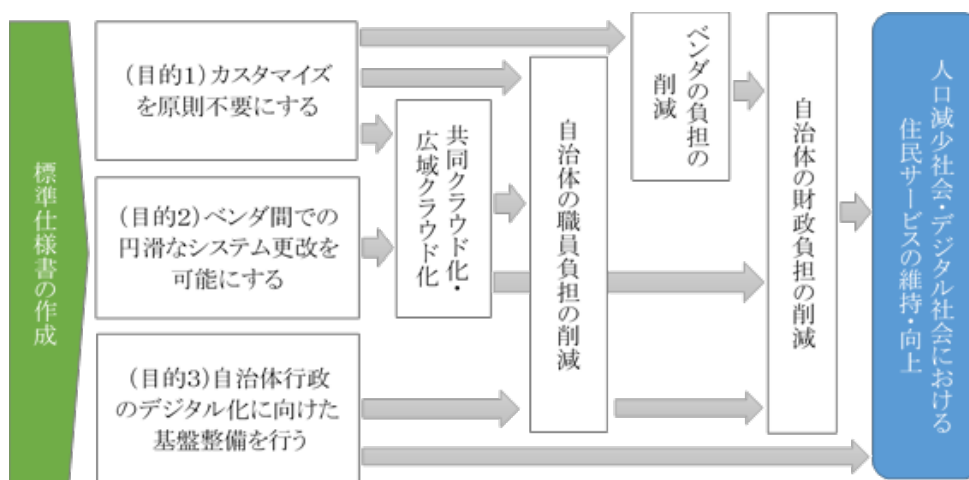 標準仕様書の作成
(目的1)カスタマイズ
を原則不要にする
(目的2)ベンダ間での
円滑なシステム更改を
可能にする
(目的3)自治体行政
のデジタル化に向けた
基盤整備を行う
共同クラウド化・
広域クラウド化
自治体の職員負担の削減
ベンダの負担の
削減
自治体の財政負担の削減
人口減少社会・デジタル社会における
住民サービスの維持・向上